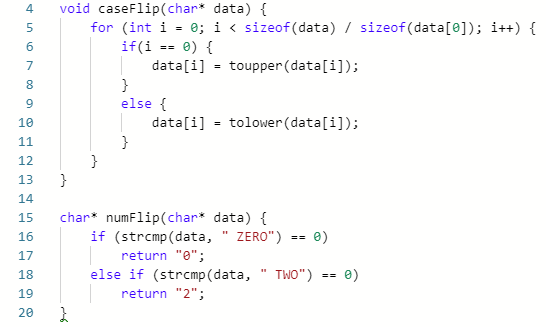 4 void caseFlip(char* data) {
5 for (int i = 0; i < sizeof(data) / sizeof(data[0]); i++) {
6 if(i == 0) {
7 data[i] = toupper(data[i]);
8 }
9 else {
10 data[i] = tolower(data[i]);
11 }
12 }
13 }
14
15 char* numFlip(char* data) {
16 if (strcmp(data, " ZERO") == 0)
17 return "0";
18 else if (strcmp(data, " TWO") == 0)
19 return "2";
20 }